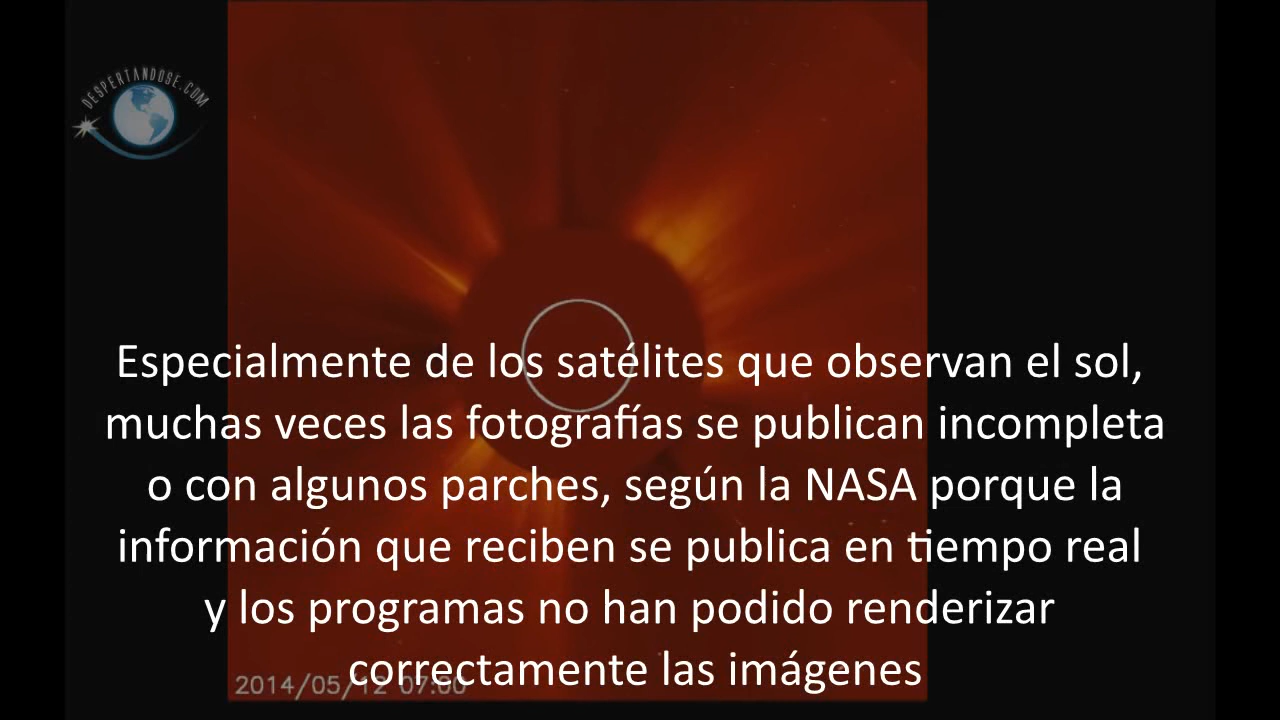 DESPERTANDOSE.COM
Especialmente de los satélites que observan el sol,
muchas veces las fotografías se publican incompleta
o con algunos parches, según la NASA porque la
información que reciben se publica en tiempo real
y los programas no han podido renderizar
correctamente las imágenes
2014/05/12 07:00